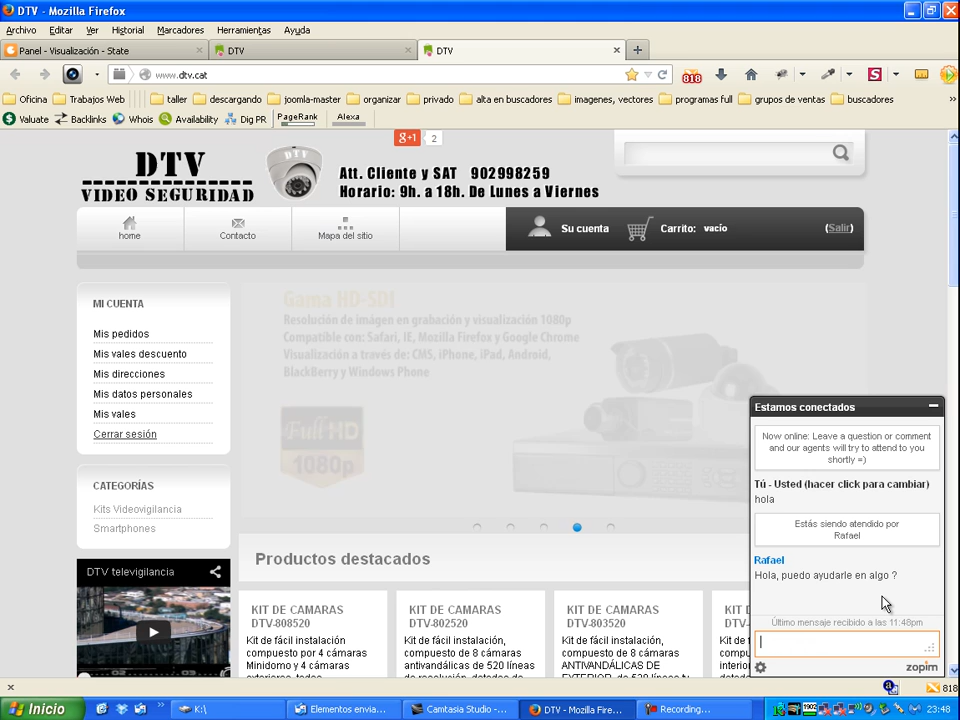 DTV - Mozilla Firefox
Archivo Editar Ver Historial Marcadores Herramientas Ayuda
Panel - Visualización - State
DTV
DTV
www.dtv.cat
818
S
Oficina Trabajos Web taller descargando joomla-master organizar privado alta en buscadores imagenes, vectores programas full grupos de ventas buscadores
Valuate Backlinks Whois Availability Dig PR PageRank Alexa
g+1 2
DTV
VIDEO SEGURIDAD
DTV
Att. Cliente y SAT 902998259
Horario: 9h. a 18h. De Lunes a Viernes
home
Contacto
Mapa del sitio
Su cuenta
Carrito: vacío
(Salir)
MI CUENTA
Mis pedidos
Mis vales descuento
Mis direcciones
Mis datos personales
Mis vales
Cerrar sesión
CATEGORÍAS
Kits Videovigilancia
Smartphones
DTV televigilancia
Gama HD-SDI
Resolución de imágen en grabación y visualización 1080p
Compatible con: Safari, IE, Mozilla Firefox y Google Chrome
Visualización a través de: CMS, iPhone, iPad, Android,
BlackBerry y Windows Phone
Full HD
1080p
Productos destacados
KIT DE CAMARAS
DTV-808520
Kit de fácil instalación,
compuesto por 4 cámaras
Minidomo y 4 cámaras
KIT DE CAMARAS
DTV-802520
Kit de fácil instalación,
compuesto de 8 cámaras
antivandálicas de 520 líneas
KIT DE CAMARAS
DTV-803520
Kit de fácil instalación,
compuesto de 8 cámaras
ANTIVANDÁLICAS DE
Estamos conectados
Now online: Leave a question or comment
and our agents will try to attend to you
shortly =)
Tú - Usted (hacer click para cambiar)
hola
Estás siendo atendido por
Rafael
Rafael
Hola, puedo ayudarle en algo ?
Último mensaje recibido a las 11:48pm
zopim
818
Inicio
K:\
Elementos envia...
Camtasia Studio -...
DTV - Mozilla Fire...
Recording...
1902
23:48